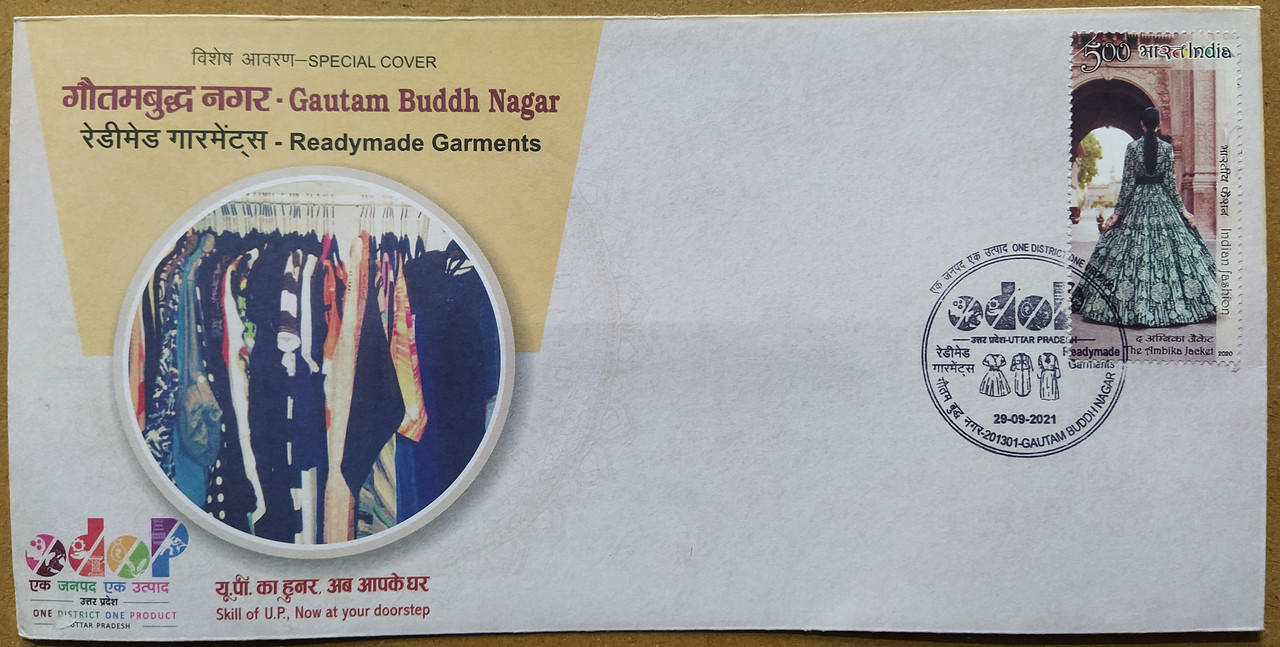 विशेष आवरण–SPECIAL COVER
गौतमबुद्ध नगर - Gautam Buddh Nagar
रेडीमेड गारमेंट्स - Readymade Garments
odop
एक जनपद एक उत्पाद
उत्तर प्रदेश
ONE DISTRICT ONE PRODUCT
UTTAR PRADESH
यू.पी. का हुनर, अब आपके घर
Skill of U.P., Now at your doorstep
500 भारत India
भारतीय फैशन Indian fashion
द अम्बिका जैकेट
The Ambika Jacket 2020
एक जनपद एक उत्पाद ONE DISTRICT ONE
odop
उत्तर प्रदेश-UTTAR PRADESH
रेडीमेड
गारमेंट्स
Readymade
Garments
29-09-2021
गौतम बुद्ध नगर-201301-GAUTAM BUDDH NAGAR